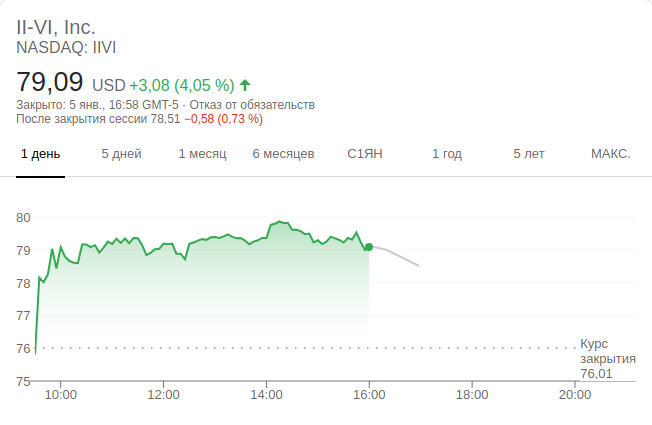 II-VI, Inc.
NASDAQ: IIVI
79,09 USD +3,08 (4,05 %)
Закрыто: 5 янв., 16:58 GMT-5 · Отказ от обязательств
После закрытия сессии 78,51 −0,58 (0,73 %)
1 день 5 дней 1 месяц 6 месяцев С1ЯН 1 год 5 лет МАКС.
80
79
78
77
76
Курс
закрытия
76,01
75
10:00 12:00 14:00 16:00 18:00 20:00